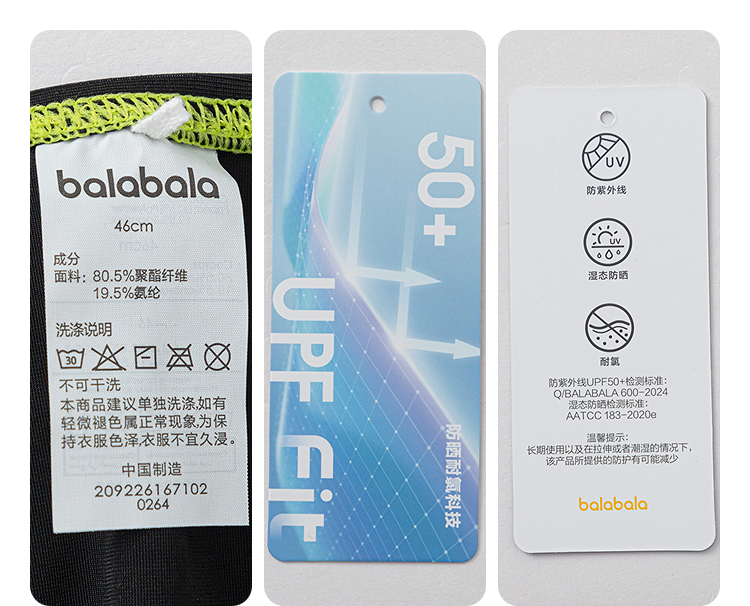 balabala
46cm
成分
面料：80.5%聚酯纤维
19.5%氨纶
洗涤说明
30
不可干洗
本商品建议单独洗涤,如有
轻微褪色属正常现象,为保
持衣服色泽,衣服不宜久浸。
中国制造
209226167102
0264
50+
UPF Fit
防晒耐氯科技
UV
防紫外线
UV
湿态防晒
耐氯
防紫外线UPF50+检测标准：
Q/BALABALA 600-2024
湿态防晒检测标准：
AATCC 183-2020e
温馨提示：
长期使用以及在拉伸或者潮湿的情况下，
该产品所提供的防护有可能减少
balabala